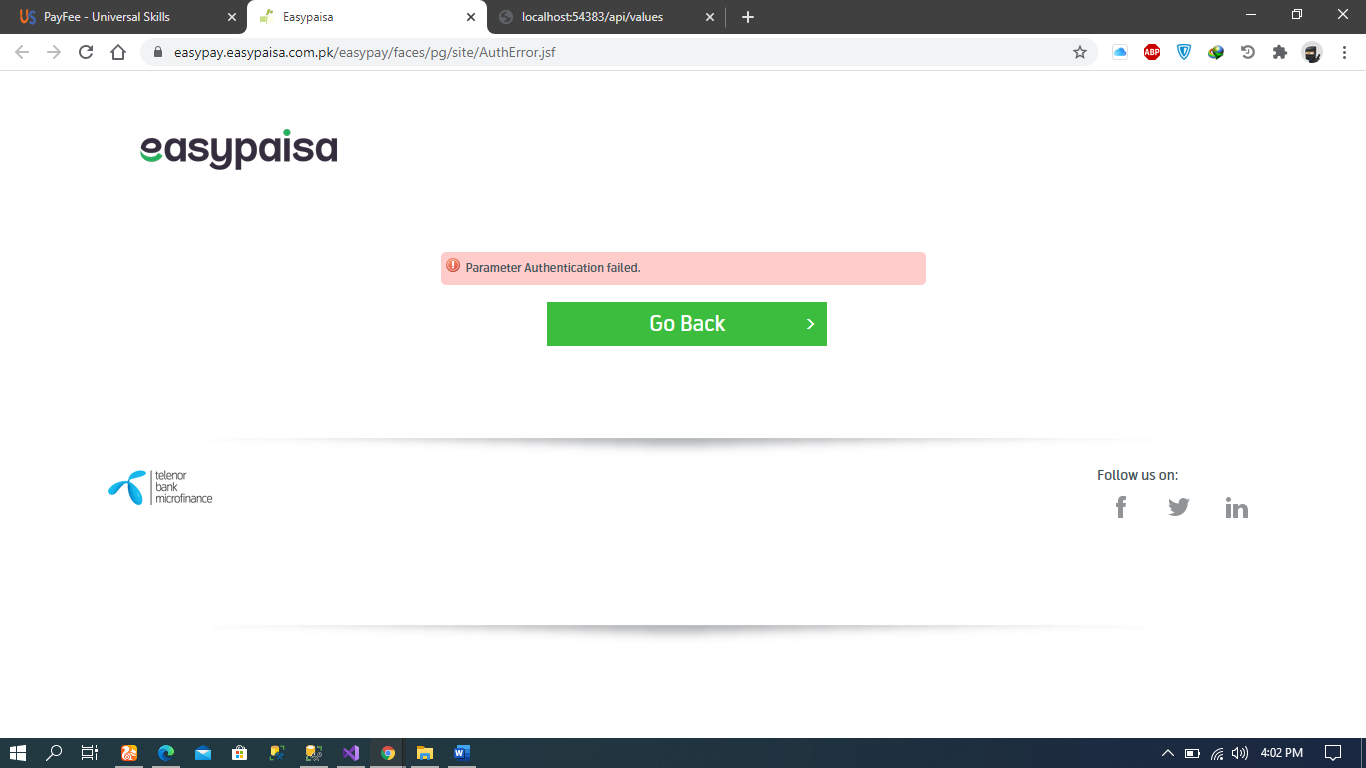 US PayFee - Universal Skills
Easypaisa
localhost:54383/api/values
easypay.easypaisa.com.pk/easypay/faces/pg/site/AuthError.jsf
ABP
easypaisa
Parameter Authentication failed.
Go Back
telenor
bank
microfinance
Follow us on:
4:02 PM